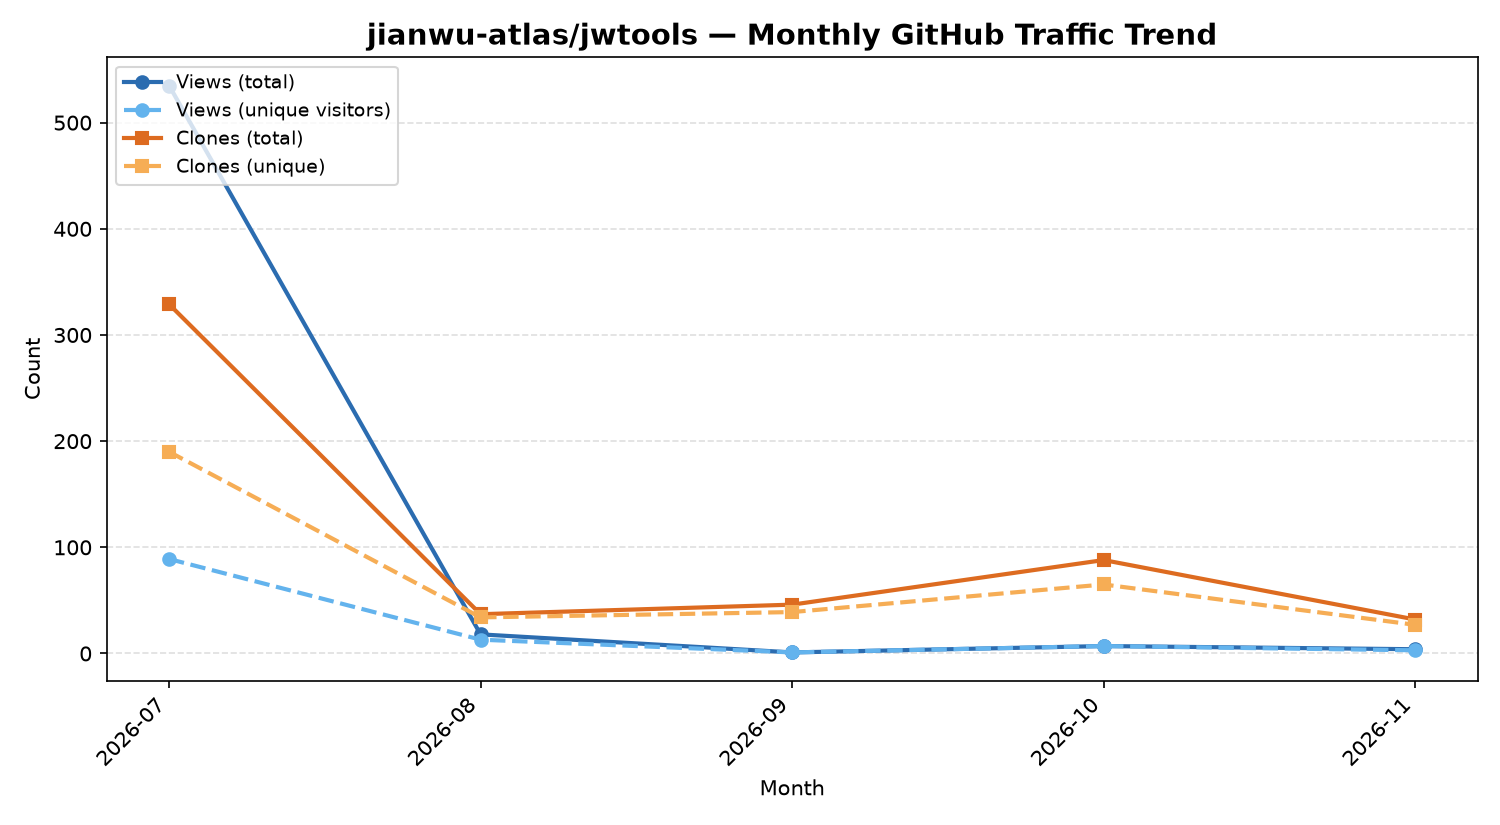 jianwu-atlas/jwtools — Monthly GitHub Traffic Trend
Views (total)
Views (unique visitors)
Clones (total)
Clones (unique)
500
400
300
200
100
0
Count
2026-07
2026-08
2026-09
2026-10
2026-11
Month